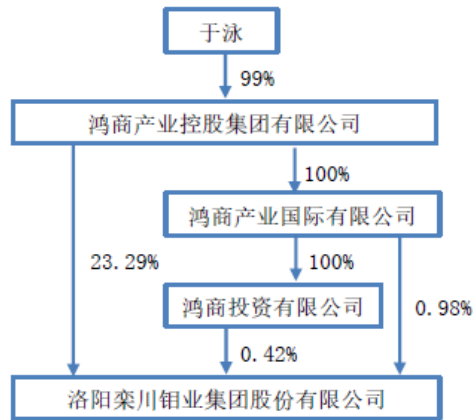 于泳
99%
鸿商产业控股集团有限公司
100%
鸿商产业国际有限公司
23.29%
100%
鸿商投资有限公司
0.98%
0.42%
洛阳栾川钼业集团股份有限公司